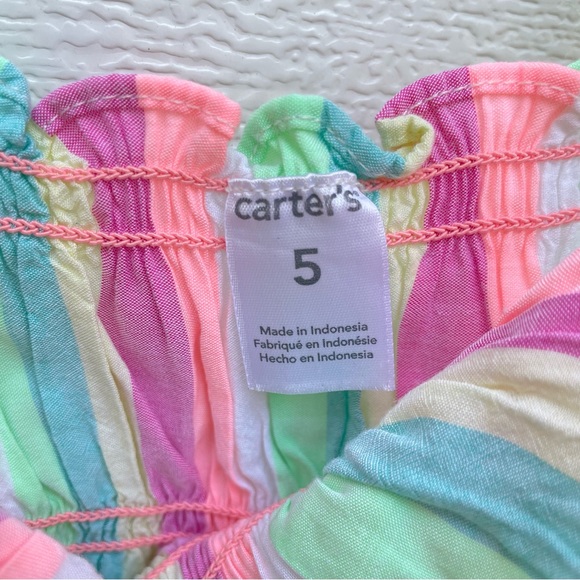 carter's
5
Made in Indonesia
Fabriqué en Indonésie
Hecho en Indonesia